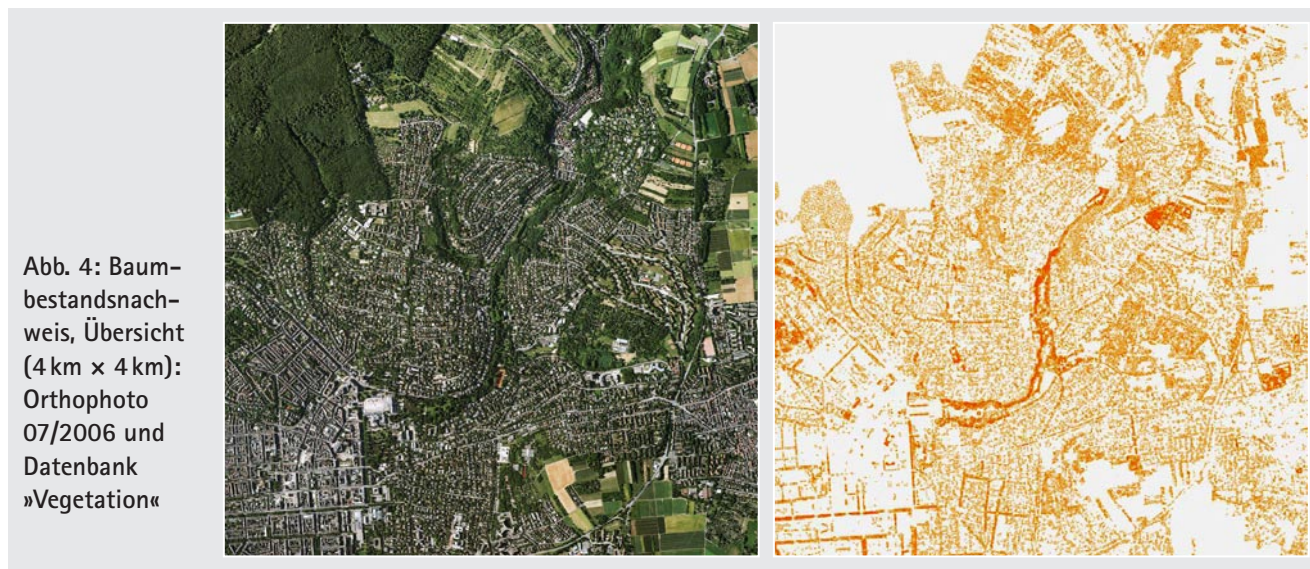 Abb. 4: Baum-
bestandsnach-
weis, Übersicht
(4 km × 4 km):
Orthophoto
07/2006 und
Datenbank
»Vegetation«